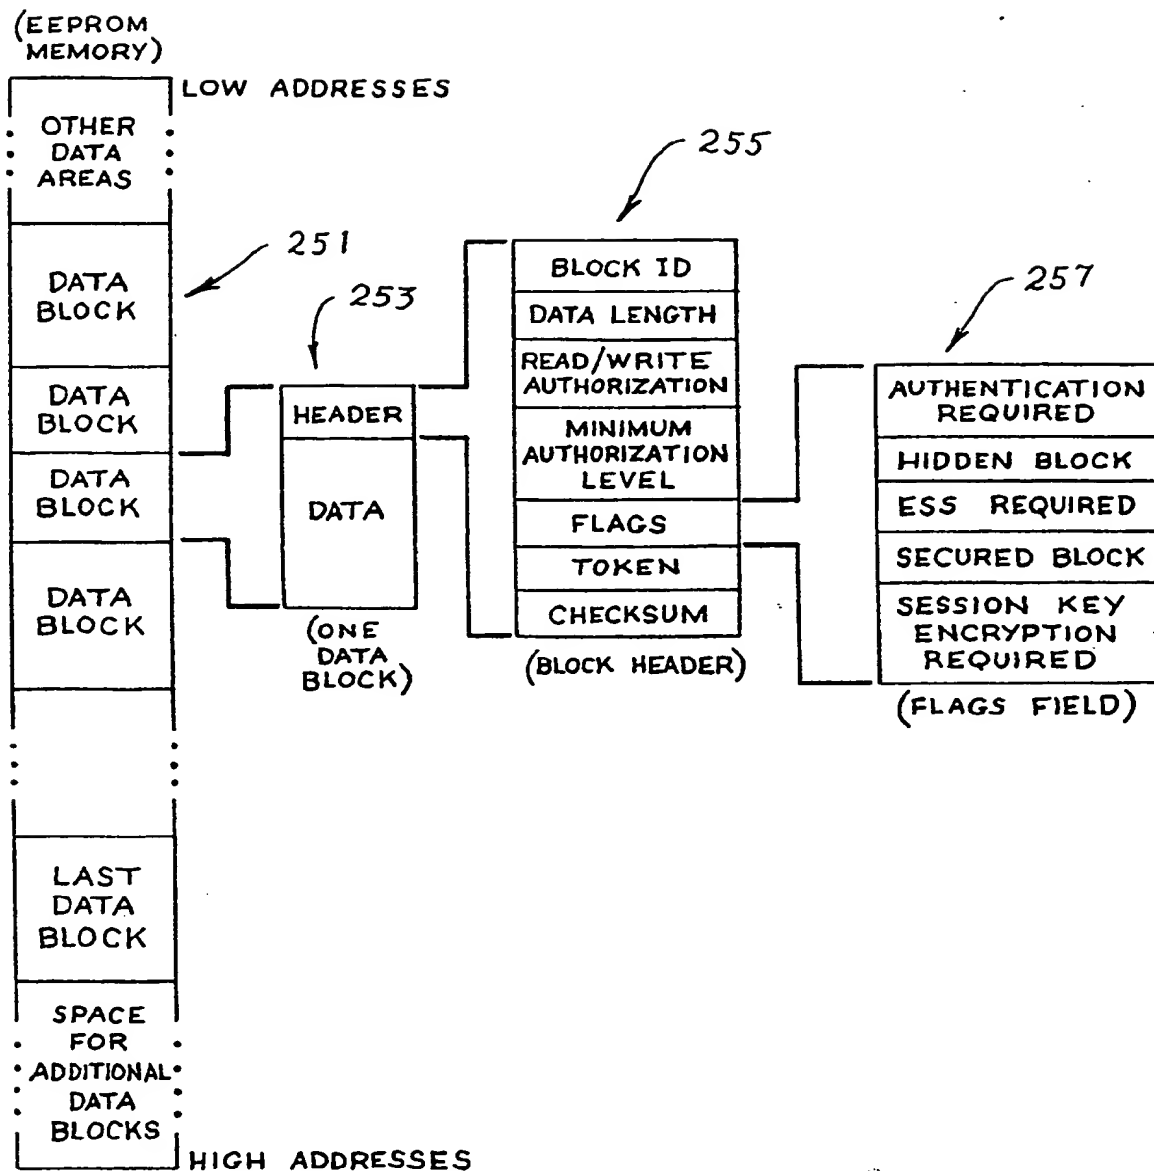 (EEPROM
MEMORY)
LOW ADDRESSES
OTHER
DATA
AREAS
251
DATA
BLOCK
DATA
BLOCK
DATA
BLOCK
DATA
BLOCK
LAST
DATA
BLOCK
SPACE
FOR
ADDITIONAL
DATA
BLOCKS
HIGH ADDRESSES
253
HEADER
DATA
(ONE
DATA
BLOCK)
255
BLOCK ID
DATA LENGTH
READ/WRITE
AUTHORIZATION
MINIMUM
AUTHORIZATION
LEVEL
FLAGS
TOKEN
CHECKSUM
(BLOCK HEADER)
257
AUTHENTICATION
REQUIRED
HIDDEN BLOCK
ESS REQUIRED
SECURED BLOCK
SESSION KEY
ENCRYPTION
REQUIRED
(FLAGS FIELD)